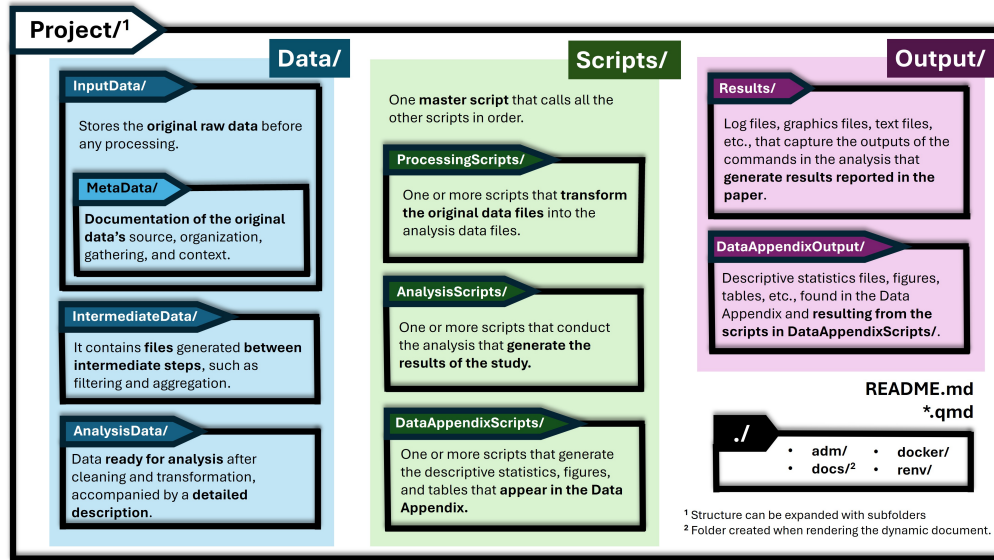 Project/¹
Data/
InputData/
Stores the original raw data before
any processing.
MetaData/
Documentation of the original
data's source, organization,
gathering, and context.
IntermediateData/
It contains files generated between
intermediate steps, such as
filtering and aggregation.
AnalysisData/
Data ready for analysis after
cleaning and transformation,
accompanied by a detailed
description.
Scripts/
One master script that calls all the
other scripts in order.
ProcessingScripts/
One or more scripts that transform
the original data files into the
analysis data files.
AnalysisScripts/
One or more scripts that conduct
the analysis that generate the
results of the study.
DataAppendixScripts/
One or more scripts that generate
the descriptive statistics, figures,
and tables that appear in the Data
Appendix.
Output/
Results/
Log files, graphics files, text files,
etc., that capture the outputs of the
commands in the analysis that
generate results reported in the
paper.
DataAppendixOutput/
Descriptive statistics files, figures,
tables, etc., found in the Data
Appendix and resulting from the
scripts in DataAppendixScripts/.
README.md
*.qmd
./
• adm/ • docker/
• docs/² • renv/
¹ Structure can be expanded with subfolders
² Folder created when rendering the dynamic document.